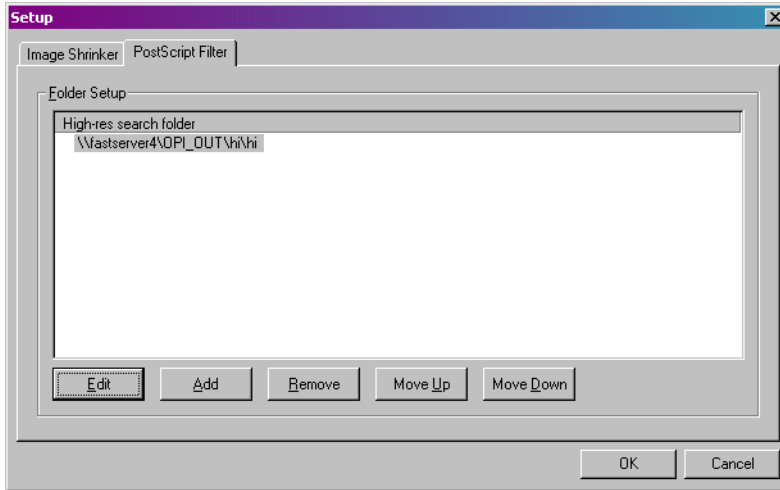 Setup
Image Shrinker PostScript Filter
Folder Setup
High-res search folder
\\fastserver4\OPI_OUT\hi\hi
Edit Add Remove Move Up Move Down
OK Cancel